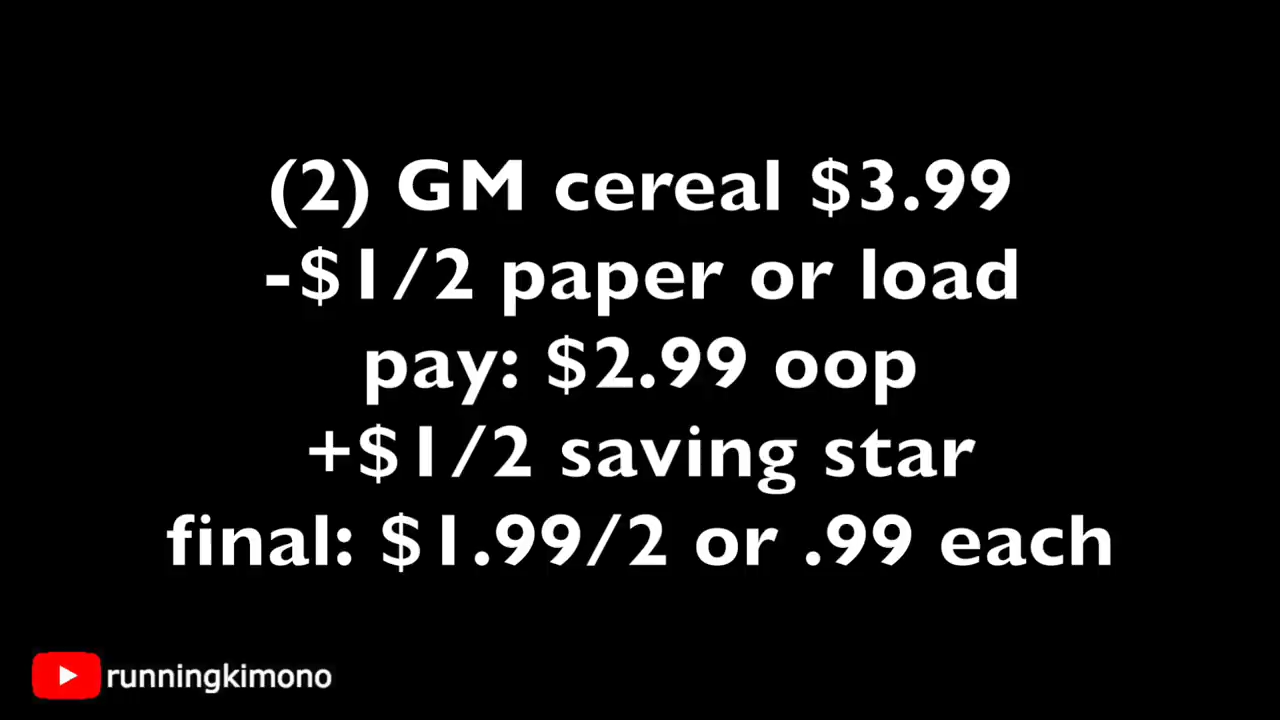 (2) GM cereal $3.99
-$1/2 paper or load
pay: $2.99 oop
+$1/2 saving star
final: $1.99/2 or .99 each
runningkimono